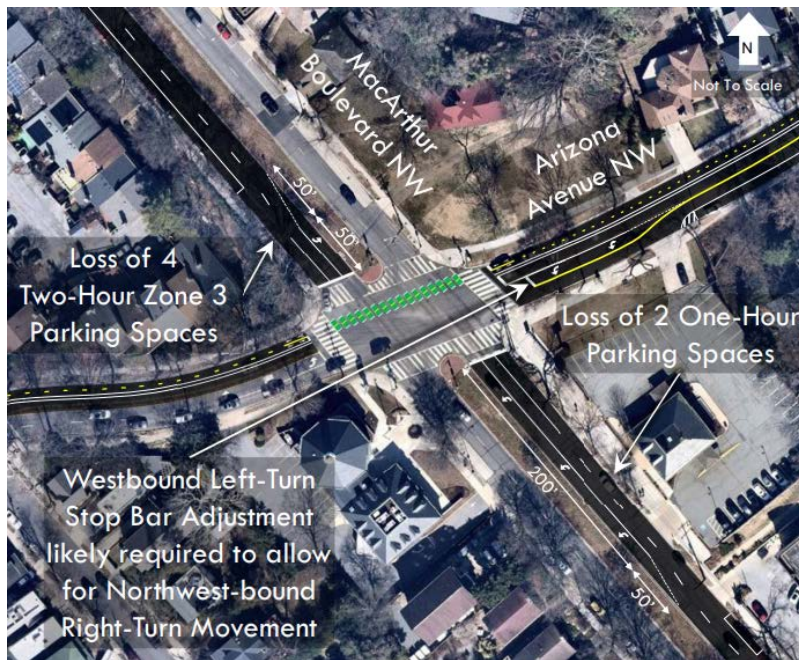 N
Not To Scale
MacArthur
Boulevard NW
Arizona
Avenue NW
50'
50'
Loss of 4
Two-Hour Zone 3
Parking Spaces
Loss of 2 One-Hour
Parking Spaces
Westbound Left-Turn
Stop Bar Adjustment
likely required to allow
for Northwest-bound
Right-Turn Movement
200'
50'